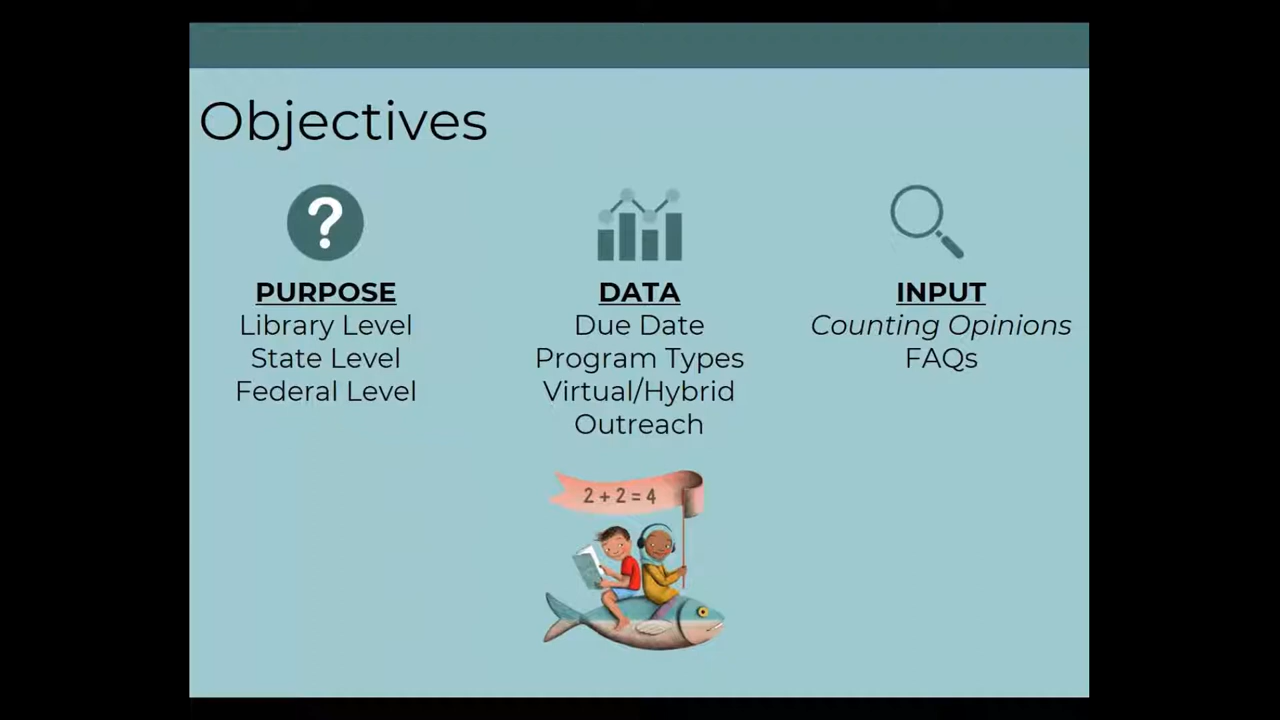 Objectives
PURPOSE
Library Level
State Level
Federal Level
DATA
Due Date
Program Types
Virtual/Hybrid
Outreach
INPUT
Counting Opinions
FAQs
2 + 2 = 4